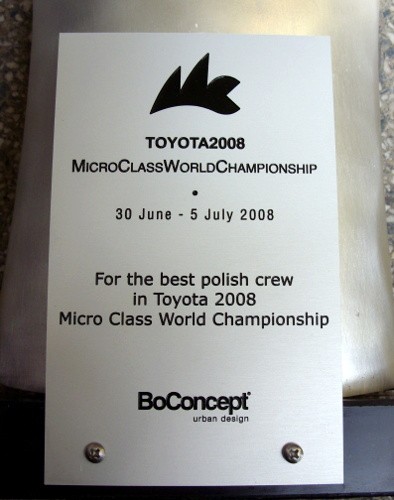 TOYOTA2008
MICROCLASSWORLDCHAMPIONSHIP
•
30 June - 5 July 2008
For the best polish crew
in Toyota 2008
Micro Class World Championship
BoConcept®
urban design